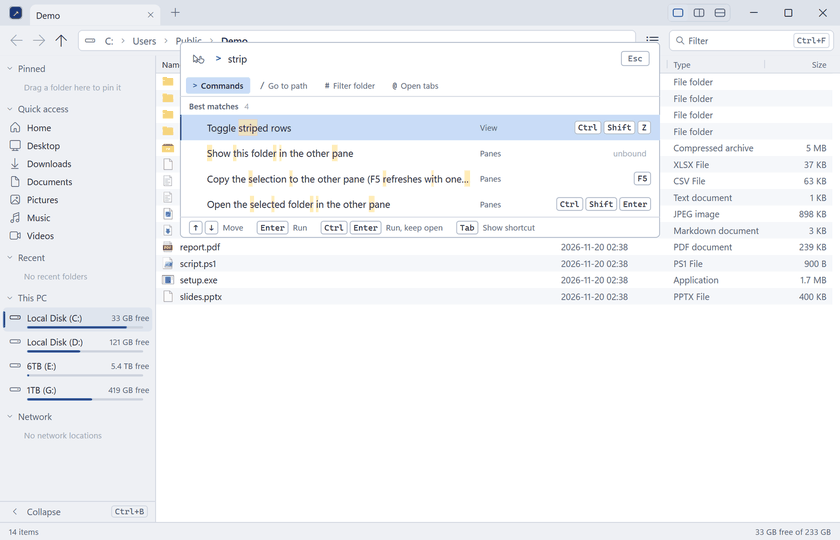 Demo
C: Users Public Demo
Filter Ctrl+F
Pinned
Drag a folder here to pin it
Quick access
Home
Desktop
Downloads
Documents
Pictures
Music
Videos
Recent
No recent folders
This PC
Local Disk (C:) 33 GB free
Local Disk (D:) 121 GB free
6TB (E:) 5.4 TB free
1TB (G:) 419 GB free
Network
No network locations
Collapse Ctrl+B
> strip Esc
> Commands / Go to path # Filter folder @ Open tabs
Best matches 4
Toggle striped rows View Ctrl Shift Z
Show this folder in the other pane Panes unbound
Copy the selection to the other pane (F5 refreshes with one... Panes F5
Open the selected folder in the other pane Panes Ctrl Shift Enter
↑ ↓ Move Enter Run Ctrl Enter Run, keep open Tab Show shortcut
Nam Type Size
File folder
File folder
File folder
File folder
Compressed archive 5 MB
XLSX File 37 KB
CSV File 63 KB
Text document 1 KB
JPEG image 898 KB
Markdown document 3 KB
report.pdf 2026-11-20 02:38 PDF document 239 KB
script.ps1 2026-11-20 02:38 PS1 File 900 B
setup.exe 2026-11-20 02:38 Application 1.7 MB
slides.pptx 2026-11-20 02:38 PPTX File 400 KB
14 items 33 GB free of 233 GB